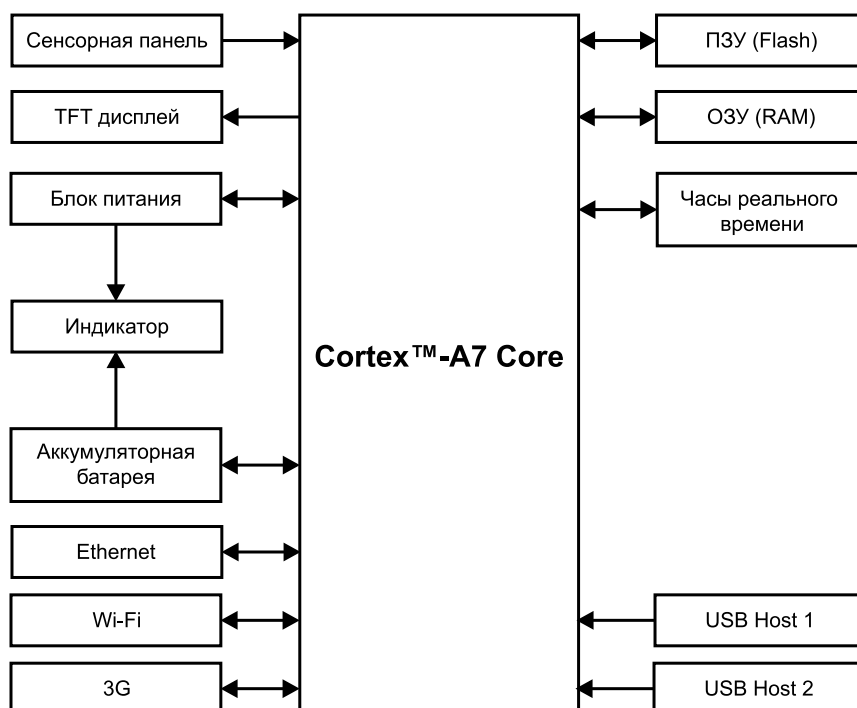 Сенсорная панель
TFT дисплей
Блок питания
Индикатор
Аккумуляторная
батарея
Ethernet
Wi-Fi
3G
Cortex™-A7 Core
ПЗУ (Flash)
ОЗУ (RAM)
Часы реального
времени
USB Host 1
USB Host 2